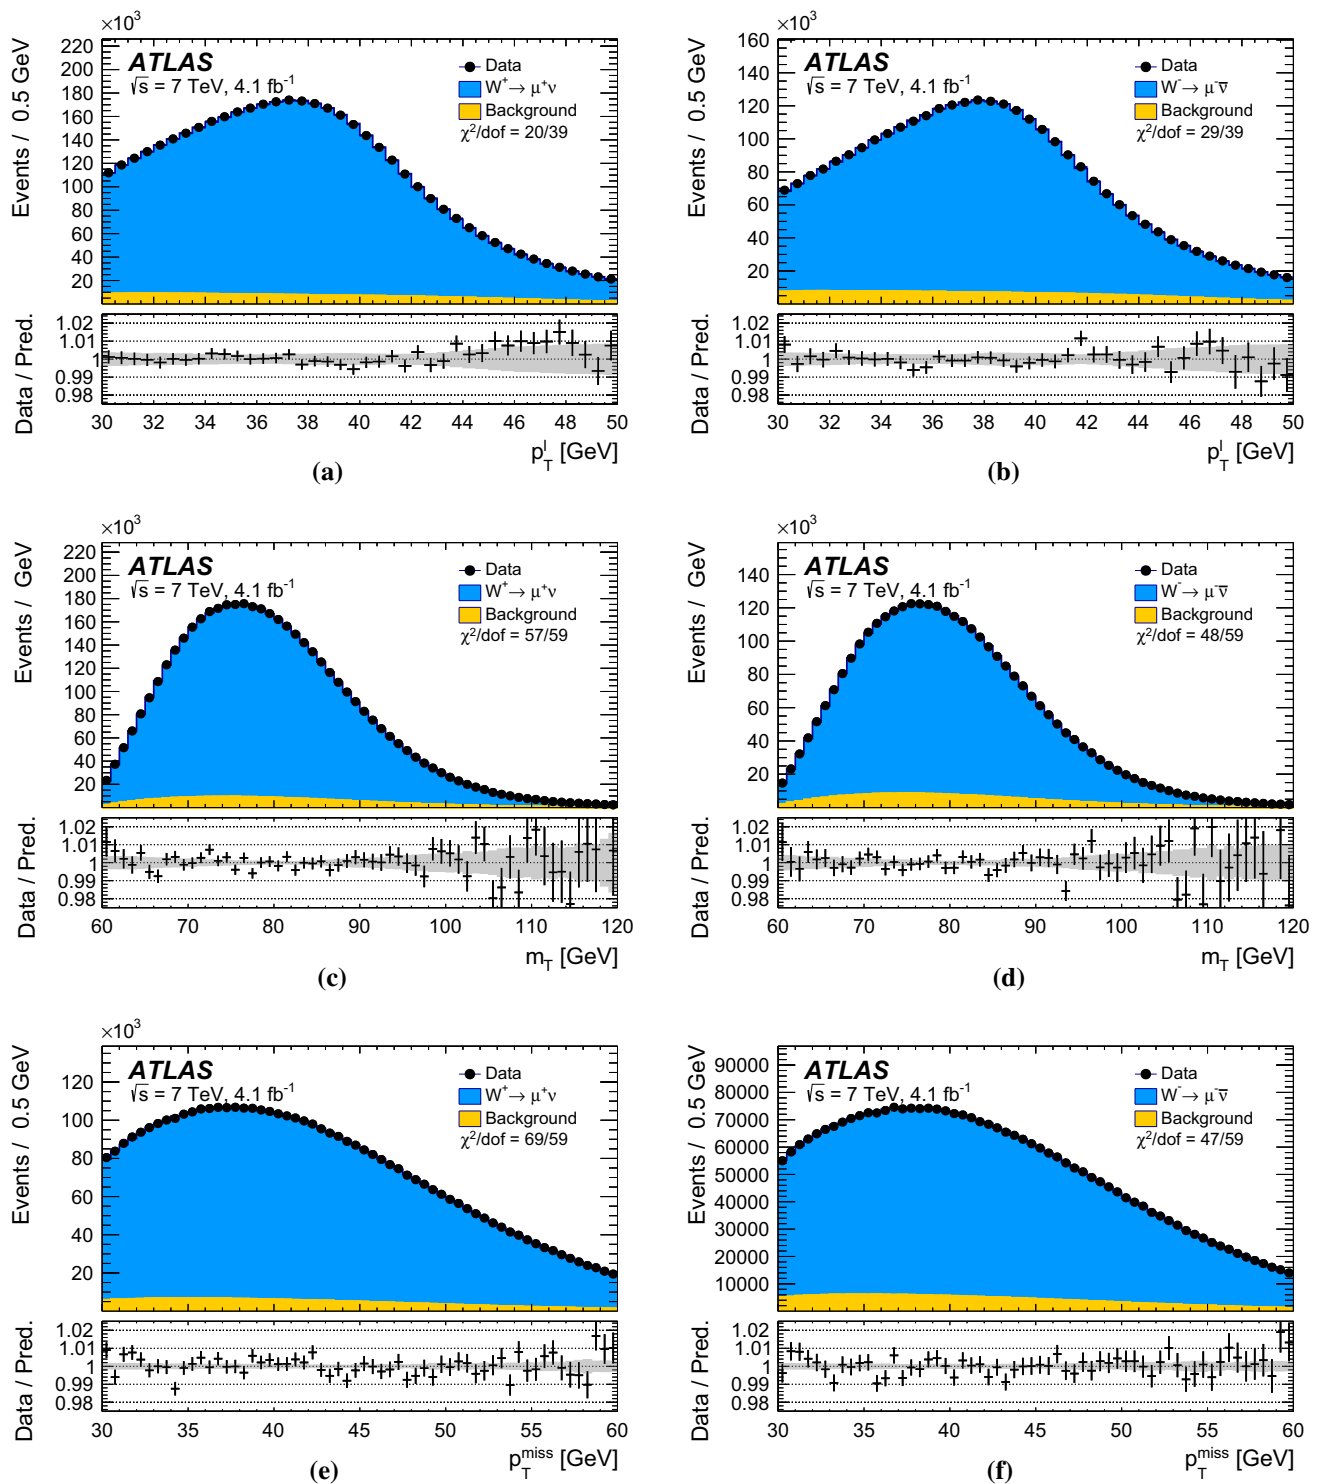 ×10³
Events / 0.5 GeV
220
200
180
160
140
120
100
80
60
40
20
ATLAS
√s = 7 TeV, 4.1 fb⁻¹
Data
W⁺→ μ⁺ν
Background
χ²/dof = 20/39
Data / Pred.
1.02
1.01
1
0.99
0.98
30 32 34 36 38 40 42 44 46 48 50
p_T^l [GeV]
(a)
×10³
Events / 0.5 GeV
160
140
120
100
80
60
40
20
ATLAS
√s = 7 TeV, 4.1 fb⁻¹
Data
W⁻→ μ⁻ν̅
Background
χ²/dof = 29/39
Data / Pred.
1.02
1.01
1
0.99
0.98
30 32 34 36 38 40 42 44 46 48 50
p_T^l [GeV]
(b)
×10³
Events / GeV
220
200
180
160
140
120
100
80
60
40
20
ATLAS
√s = 7 TeV, 4.1 fb⁻¹
Data
W⁺→ μ⁺ν
Background
χ²/dof = 57/59
Data / Pred.
1.02
1.01
1
0.99
0.98
60 70 80 90 100 110 120
m_T [GeV]
(c)
×10³
Events / GeV
140
120
100
80
60
40
20
ATLAS
√s = 7 TeV, 4.1 fb⁻¹
Data
W⁻→ μ⁻ν̅
Background
χ²/dof = 48/59
Data / Pred.
1.02
1.01
1
0.99
0.98
60 70 80 90 100 110 120
m_T [GeV]
(d)
×10³
Events / 0.5 GeV
120
100
80
60
40
20
ATLAS
√s = 7 TeV, 4.1 fb⁻¹
Data
W⁺→ μ⁺ν
Background
χ²/dof = 69/59
Data / Pred.
1.02
1.01
1
0.99
0.98
30 35 40 45 50 55 60
p_T^miss [GeV]
(e)
Events / 0.5 GeV
90000
80000
70000
60000
50000
40000
30000
20000
10000
ATLAS
√s = 7 TeV, 4.1 fb⁻¹
Data
W⁻→ μ⁻ν̅
Background
χ²/dof = 47/59
Data / Pred.
1.02
1.01
1
0.99
0.98
30 35 40 45 50 55 60
p_T^miss [GeV]
(f)